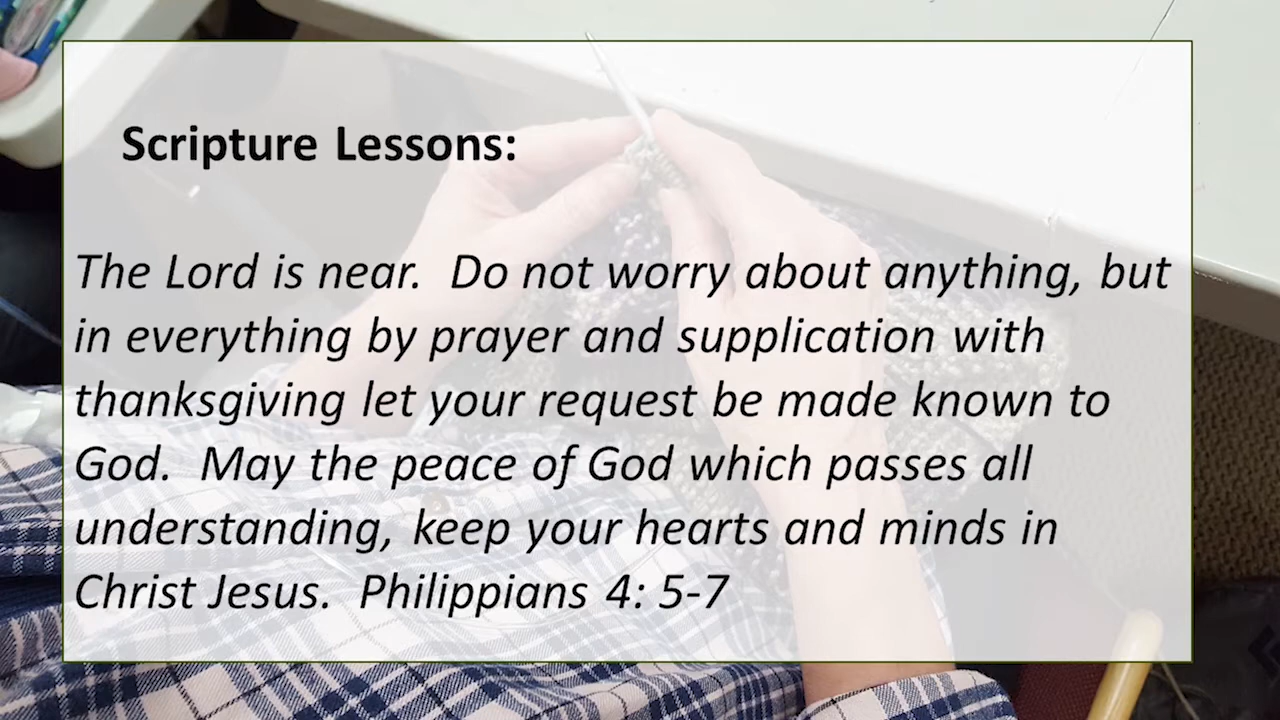 Scripture Lessons:
The Lord is near.  Do not worry about anything, but
in everything by prayer and supplication with
thanksgiving let your request be made known to
God.  May the peace of God which passes all
understanding, keep your hearts and minds in
Christ Jesus.  Philippians 4: 5-7